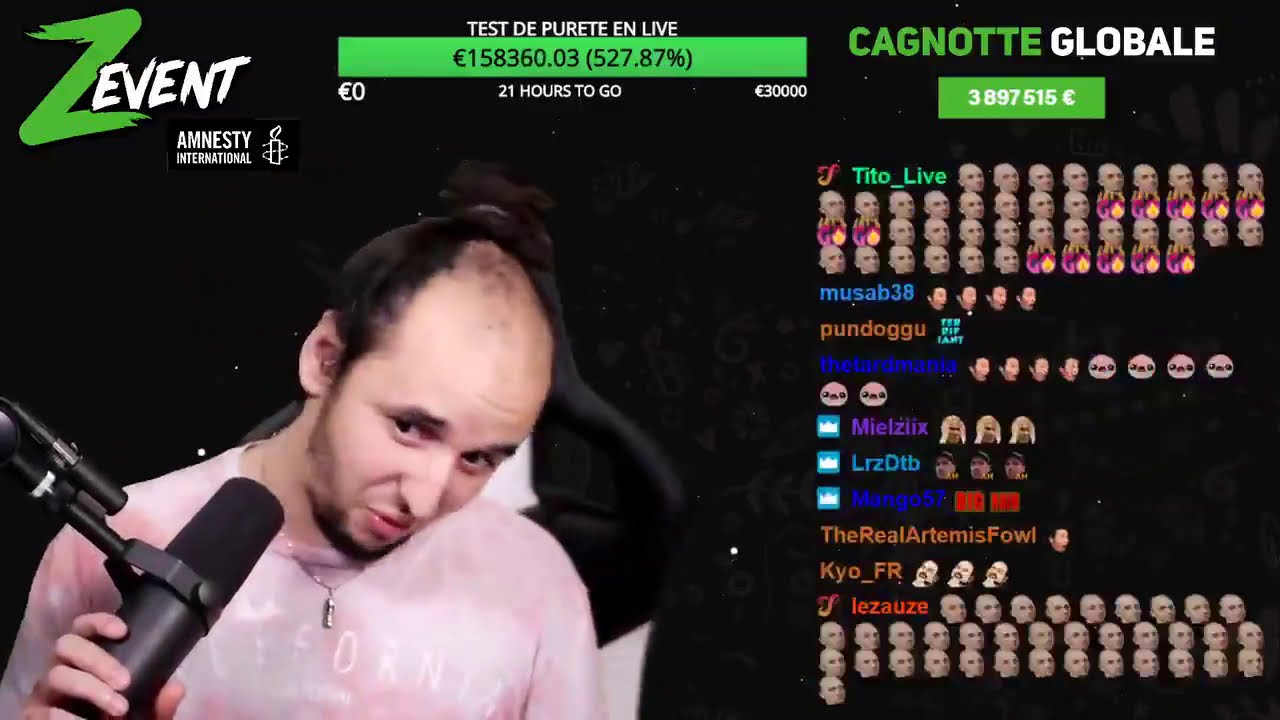 ZEVENT
AMNESTY
INTERNATIONAL
TEST DE PURETE EN LIVE
€158360.03 (527.87%)
€0
21 HOURS TO GO
€30000
CAGNOTTE GLOBALE
3 897 515 €
Tito_Live
musab38
pundoggu
thetardmania
Mielziix
LrzDtb
Mango57
TheRealArtemisFowl
Kyo_FR
lezauze